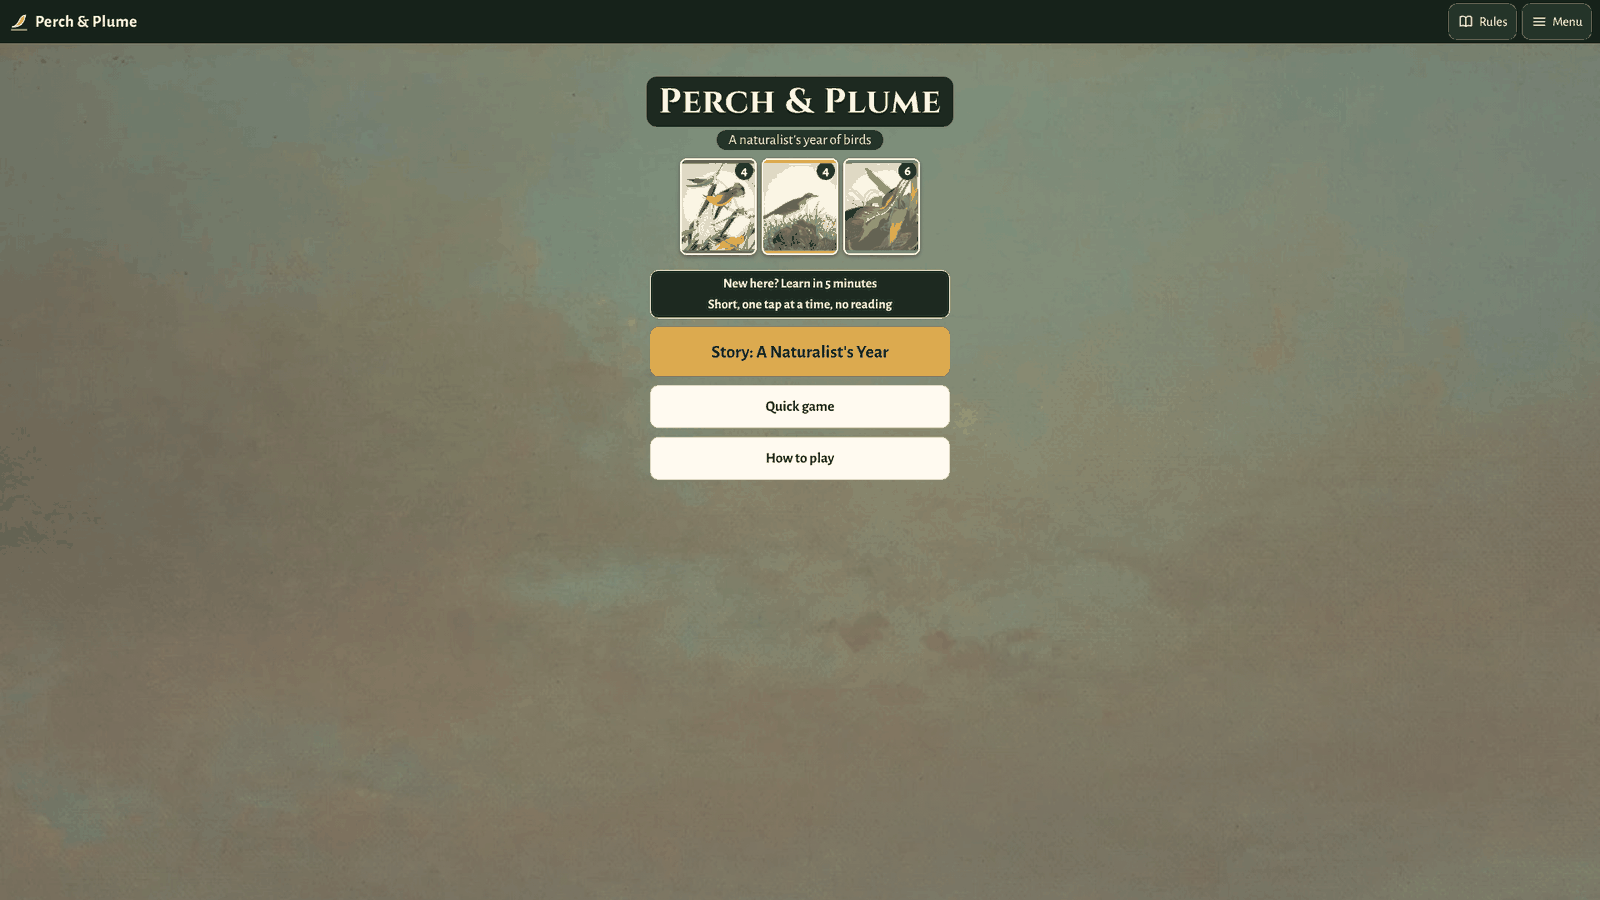 Perch & Plume
Rules
Menu
PERCH & PLUME
A naturalist's year of birds
4
4
6
New here? Learn in 5 minutes
Short, one tap at a time, no reading
Story: A Naturalist's Year
Quick game
How to play